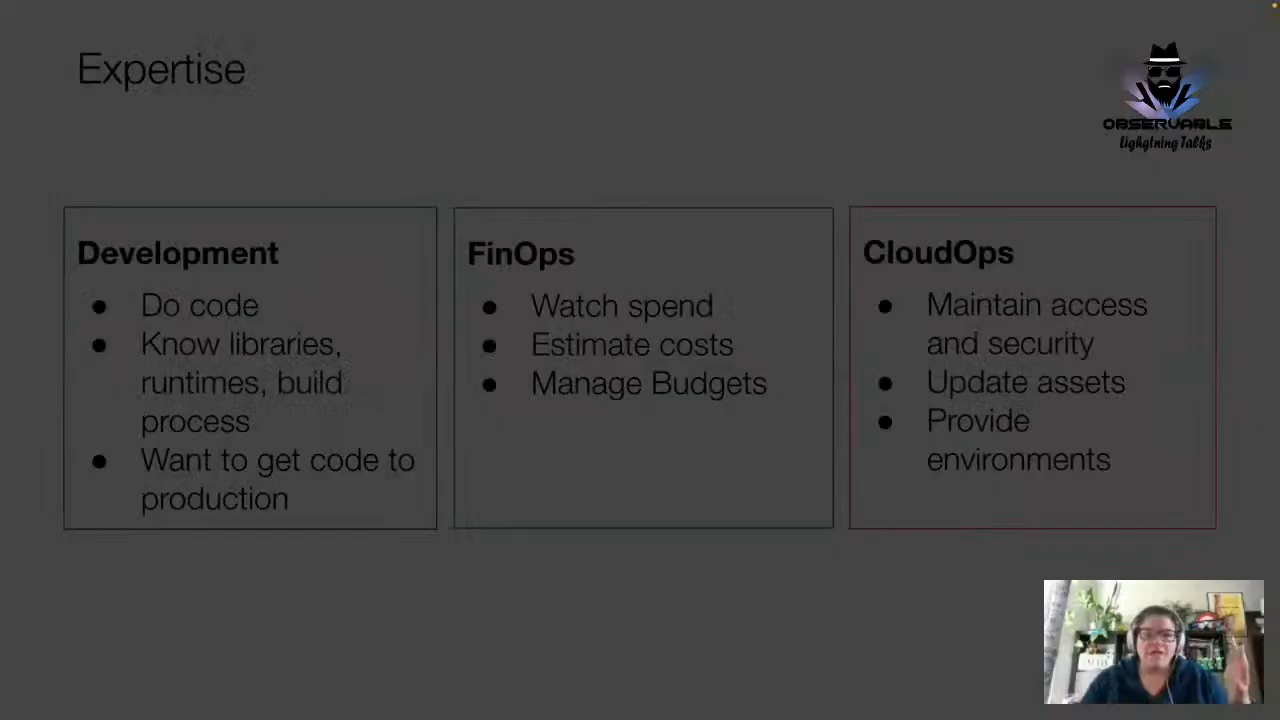 Expertise
OBSERVABLE
Lighgtning Talks
Development
● Do code
● Know libraries,
runtimes, build
process
● Want to get code to
production
FinOps
● Watch spend
● Estimate costs
● Manage Budgets
CloudOps
● Maintain access
and security
● Update assets
● Provide
environments